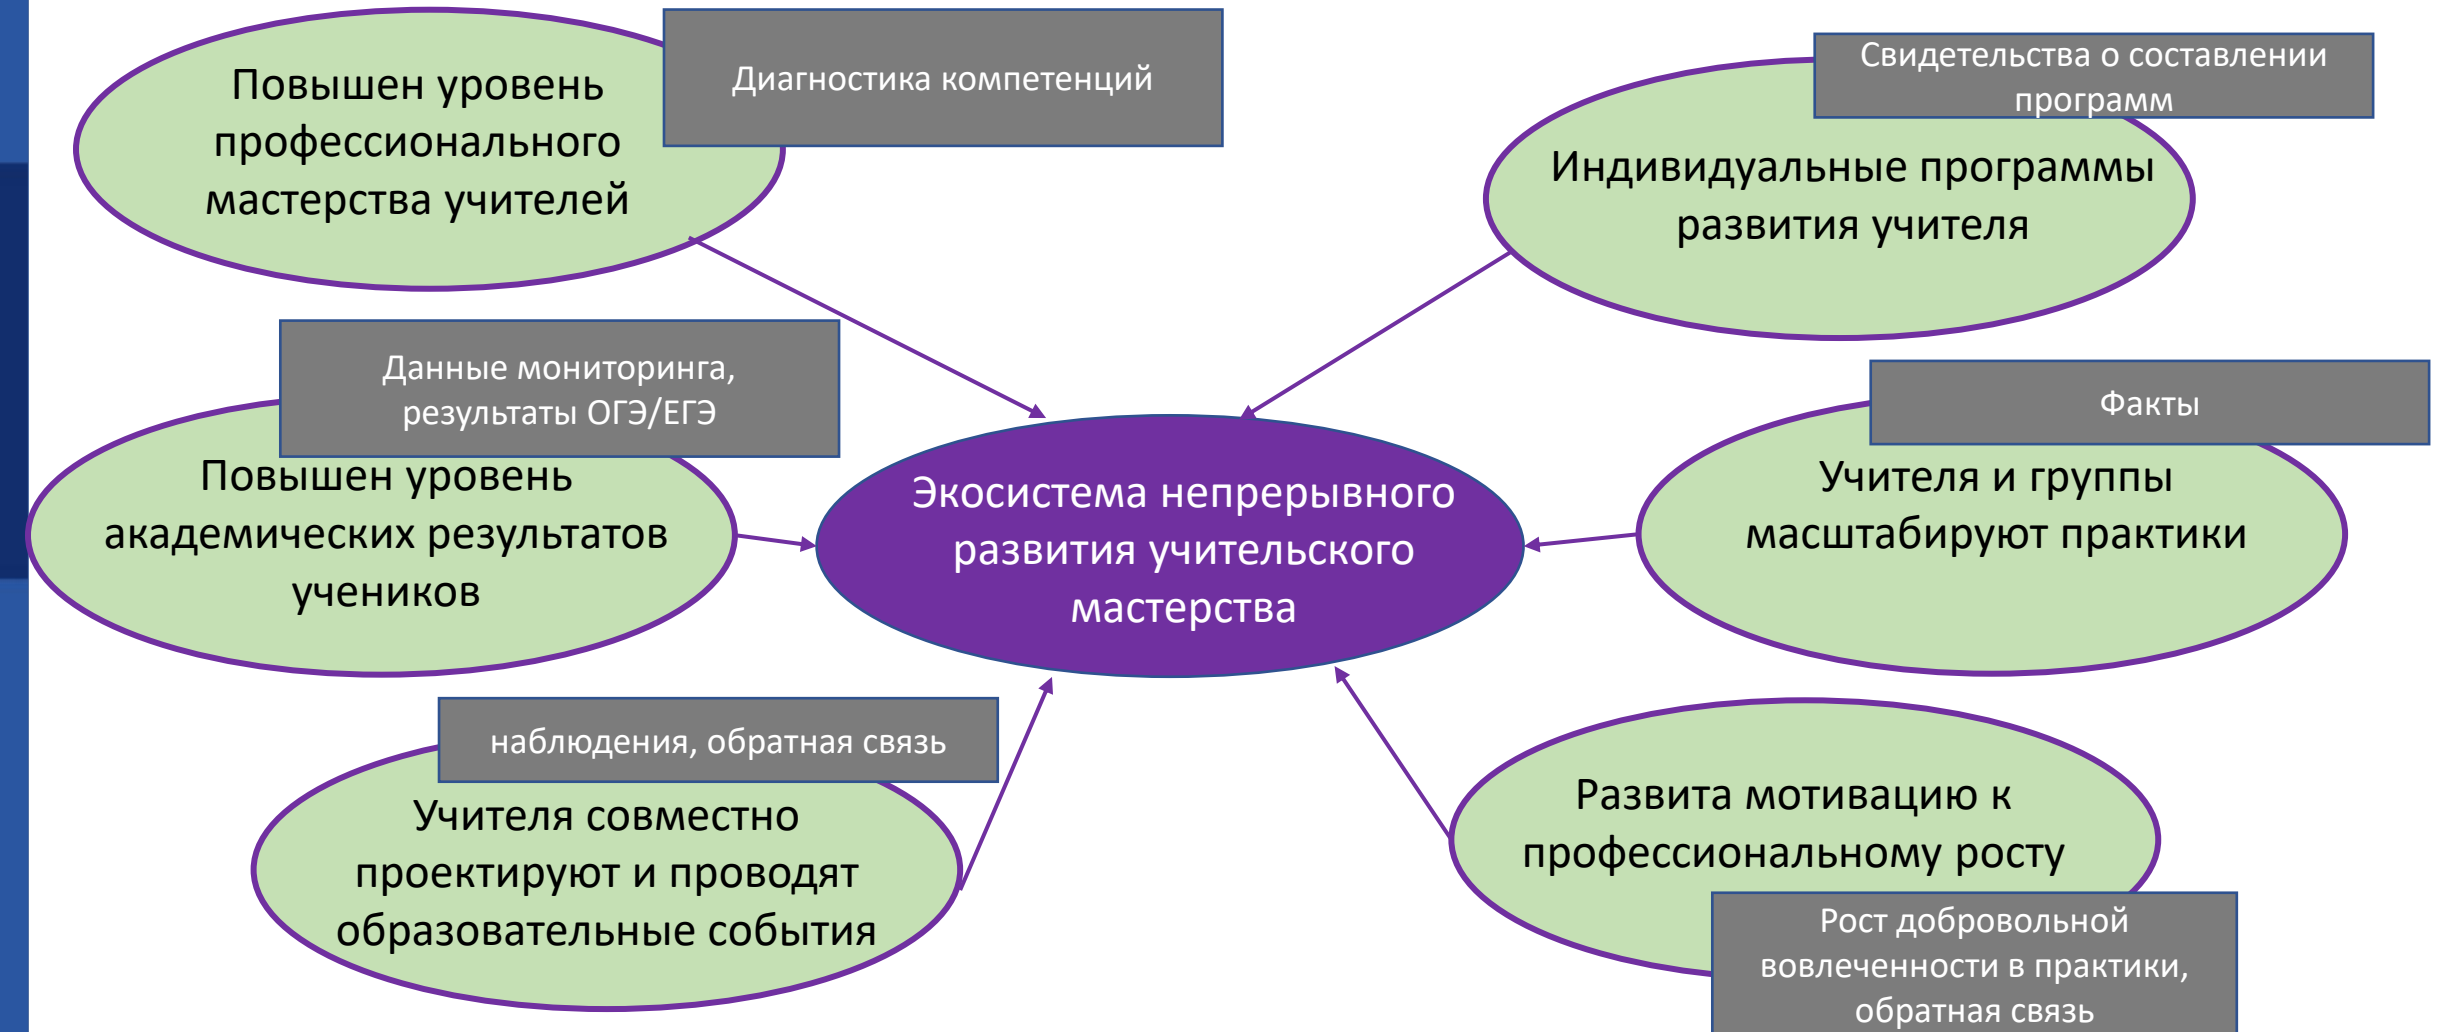 Диагностика компетенций
Повышен уровень
профессионального
мастерства учителей
Свидетельства о составлении
программ
Индивидуальные программы
развития учителя
Данные мониторинга,
результаты ОГЭ/ЕГЭ
Повышен уровень
академических результатов
учеников
Экосистема непрерывного
развития учительского
мастерства
Факты
Учителя и группы
масштабируют практики
наблюдения, обратная связь
Учителя совместно
проектируют и проводят
образовательные события
Развита мотивацию к
профессиональному росту
Рост добровольной
вовлеченности в практики,
обратная связь